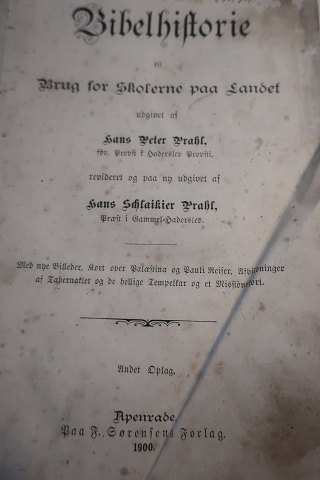 Bibelhistorie
til
Brug for Skolerne paa Landet
udgivet af
Hans Peter Prahl,
fhv. Provst i Haderslev Provsti,
revideret og paa ny udgivet af
Hans Schlaikier Prahl,
Præst i Gammel-Haderslev.
Med nye Billeder, Kort over Palæstina og Pauli Reiser, Afbildninger
af Tabernaklet og de hellige Tempelkar og et Missionskort.
Andet Oplag.
Apenrade.
Paa F. Sørensens Forlag.
1900.